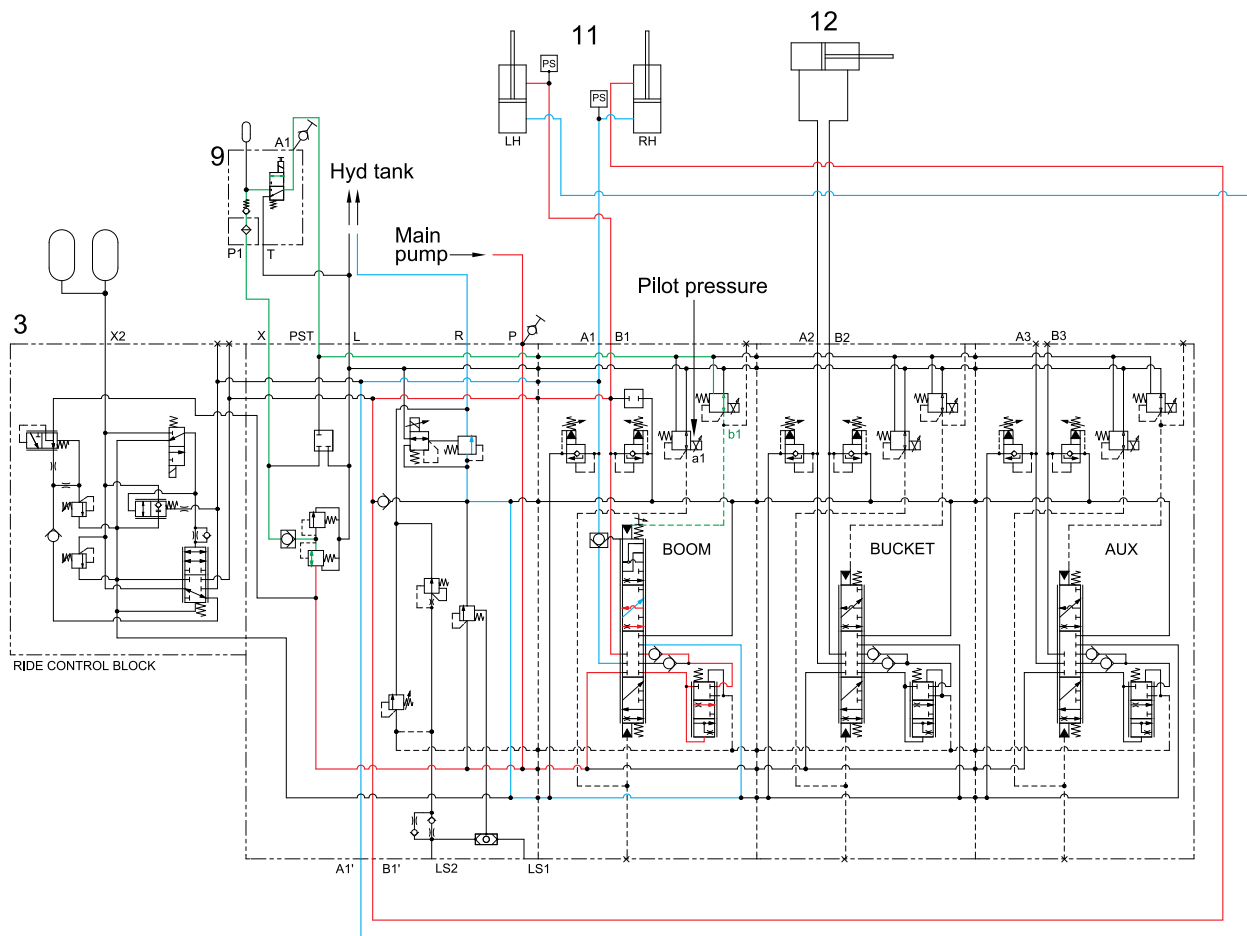 11
12
PS
PS
LH
RH
9
A1
Hyd tank
P1
T
Main
pump
Pilot pressure
3
X2
X
PST
L
R
P
A1
B1
A2
B2
A3
B3
b1
a1
BOOM
BUCKET
AUX
RIDE CONTROL BLOCK
A1'
B1'
LS2
LS1